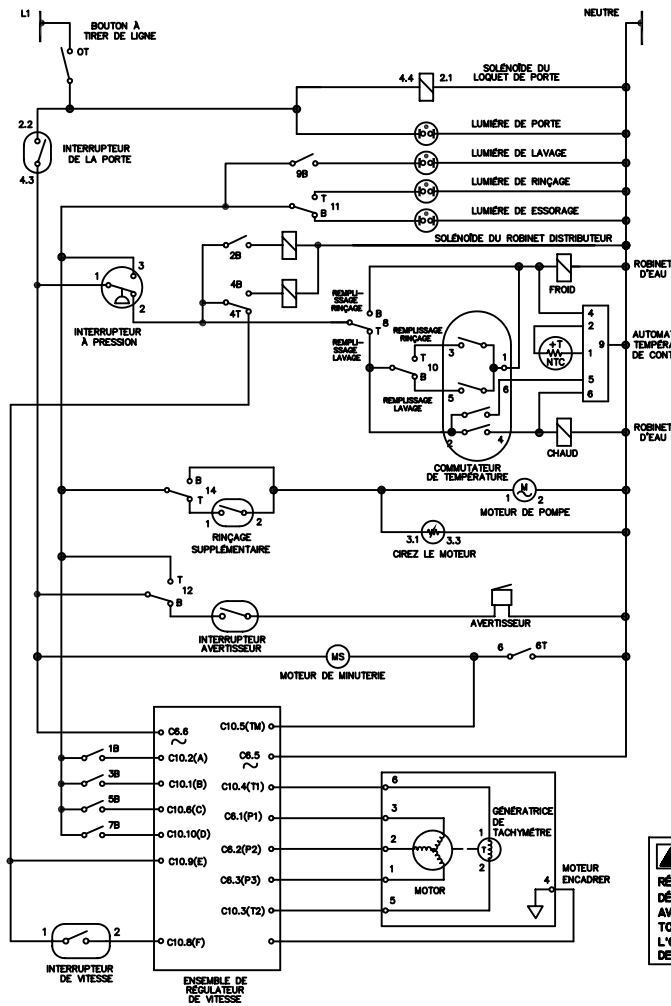 L1
NEUTRE
BOUTON À
TIRER DE LIGNE
OT
SOLÉNOÏDE DU
LOQUET DE PORTE
4.4
2.1
2.2
INTERRUPTEUR
DE LA PORTE
4.3
LUMIÉRE DE PORTE
LUMIÉRE DE LAVAGE
9B
LUMIÉRE DE RINÇAGE
T
11
B
LUMIÉRE DE ESSORAGE
SOLÉNOÏDE DU ROBINET DISTRIBUTEUR
2B
3
1
2
INTERRUPTEUR
À PRESSION
4B
4T
REMPLI-
SSAGE
RINÇAGE
B
8
T
REMPLI-
SSAGE
LAVAGE
FROID
ROBINET
D'EAU
REMPLISSAGE
RINÇAGE
T
10
B
REMPLISSAGE
LAVAGE
3
1
5
6
2
4
COMMUTATEUR
DE TEMPÉRATURE
+T
NTC
4
2
1
9
5
6
AUTOMAT
TEMPÉRA
DE CONT
CHAUD
ROBINET
D'EAU
B
14
T
1
2
RINÇAGE
SUPPLÉMENTAIRE
M
1
2
MOTEUR DE POMPE
3.1
3.3
CIREZ LE MOTEUR
T
12
B
INTERRUPTEUR
AVERTISSEUR
AVERTISSEUR
MS
MOTEUR DE MINUTERIE
6
6T
C6.6
C10.5(TM)
1B
C10.2(A)
C6.5
3B
C10.1(B)
C10.4(T1)
5B
C10.6(C)
C6.1(P1)
7B
C10.10(D)
C6.2(P2)
C10.9(E)
C6.3(P3)
C10.3(T2)
1
2
C10.8(F)
INTERRUPTEUR
DE VITESSE
ENSEMBLE DE
RÉGULATEUR
DE VITESSE
6
3
2
1
5
MOTOR
GÉNÉRATRICE
DE
TACHYMÉTRE
1
T
2
4
MOTEUR
ENCADRER
RÉ
DÉ
AV
TO
DE